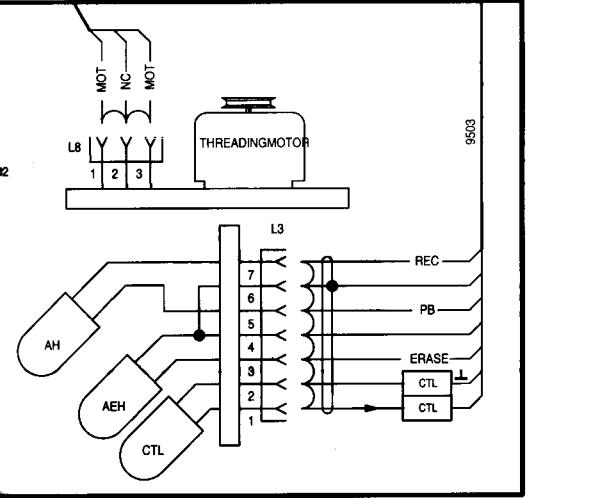 MOT
NC
MOT
L8
1 2 3
THREADINGMOTOR
9503
L3
REC
7
6
PB
5
4
ERASE
3
CTL
2
CTL
1
AH
AEH
CTL